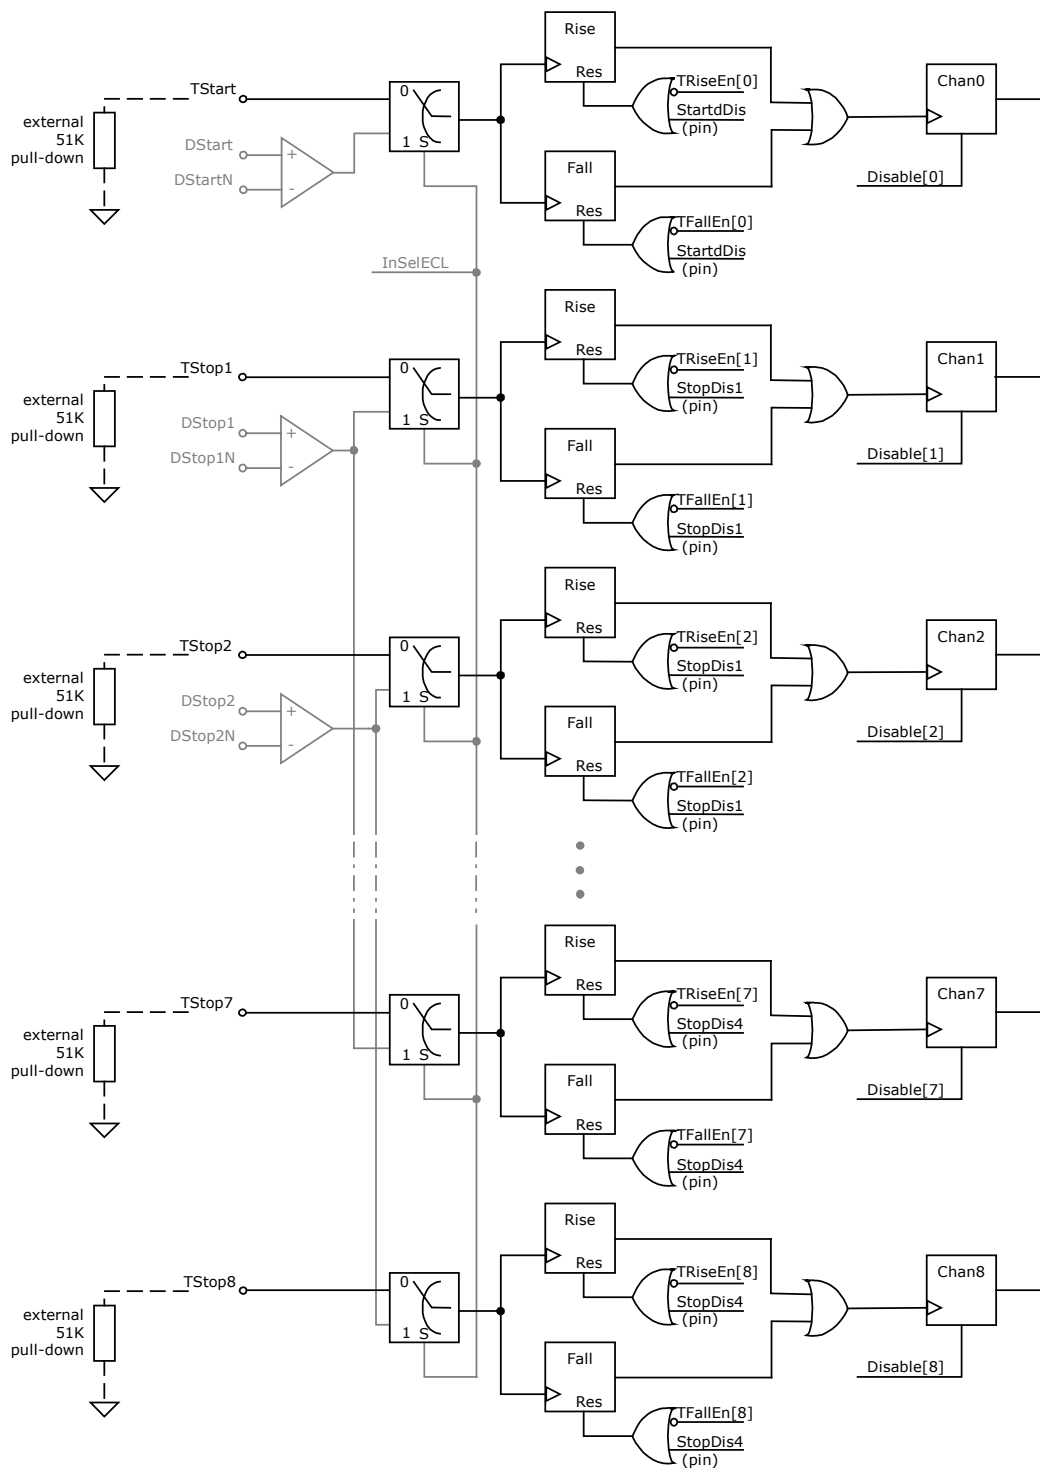 Rise
Res
TRiseEn[0]
StartdDis
(pin)
Chan0
Disable[0]
TStart
external
51K
pull-down
DStart
DStartN
+
-
0
1 S
Fall
Res
TFallEn[0]
StartdDis
(pin)
InSelECL
Rise
Res
TRiseEn[1]
StopDis1
(pin)
Chan1
Disable[1]
TStop1
external
51K
pull-down
DStop1
DStop1N
+
-
0
1 S
Fall
Res
TFallEn[1]
StopDis1
(pin)
Rise
Res
TRiseEn[2]
StopDis1
(pin)
Chan2
Disable[2]
TStop2
external
51K
pull-down
DStop2
DStop2N
+
-
0
1 S
Fall
Res
TFallEn[2]
StopDis1
(pin)
Rise
Res
TRiseEn[7]
StopDis4
(pin)
Chan7
Disable[7]
TStop7
external
51K
pull-down
0
1 S
Fall
Res
TFallEn[7]
StopDis4
(pin)
Rise
Res
TRiseEn[8]
StopDis4
(pin)
Chan8
Disable[8]
TStop8
external
51K
pull-down
0
1 S
Fall
Res
TFallEn[8]
StopDis4
(pin)